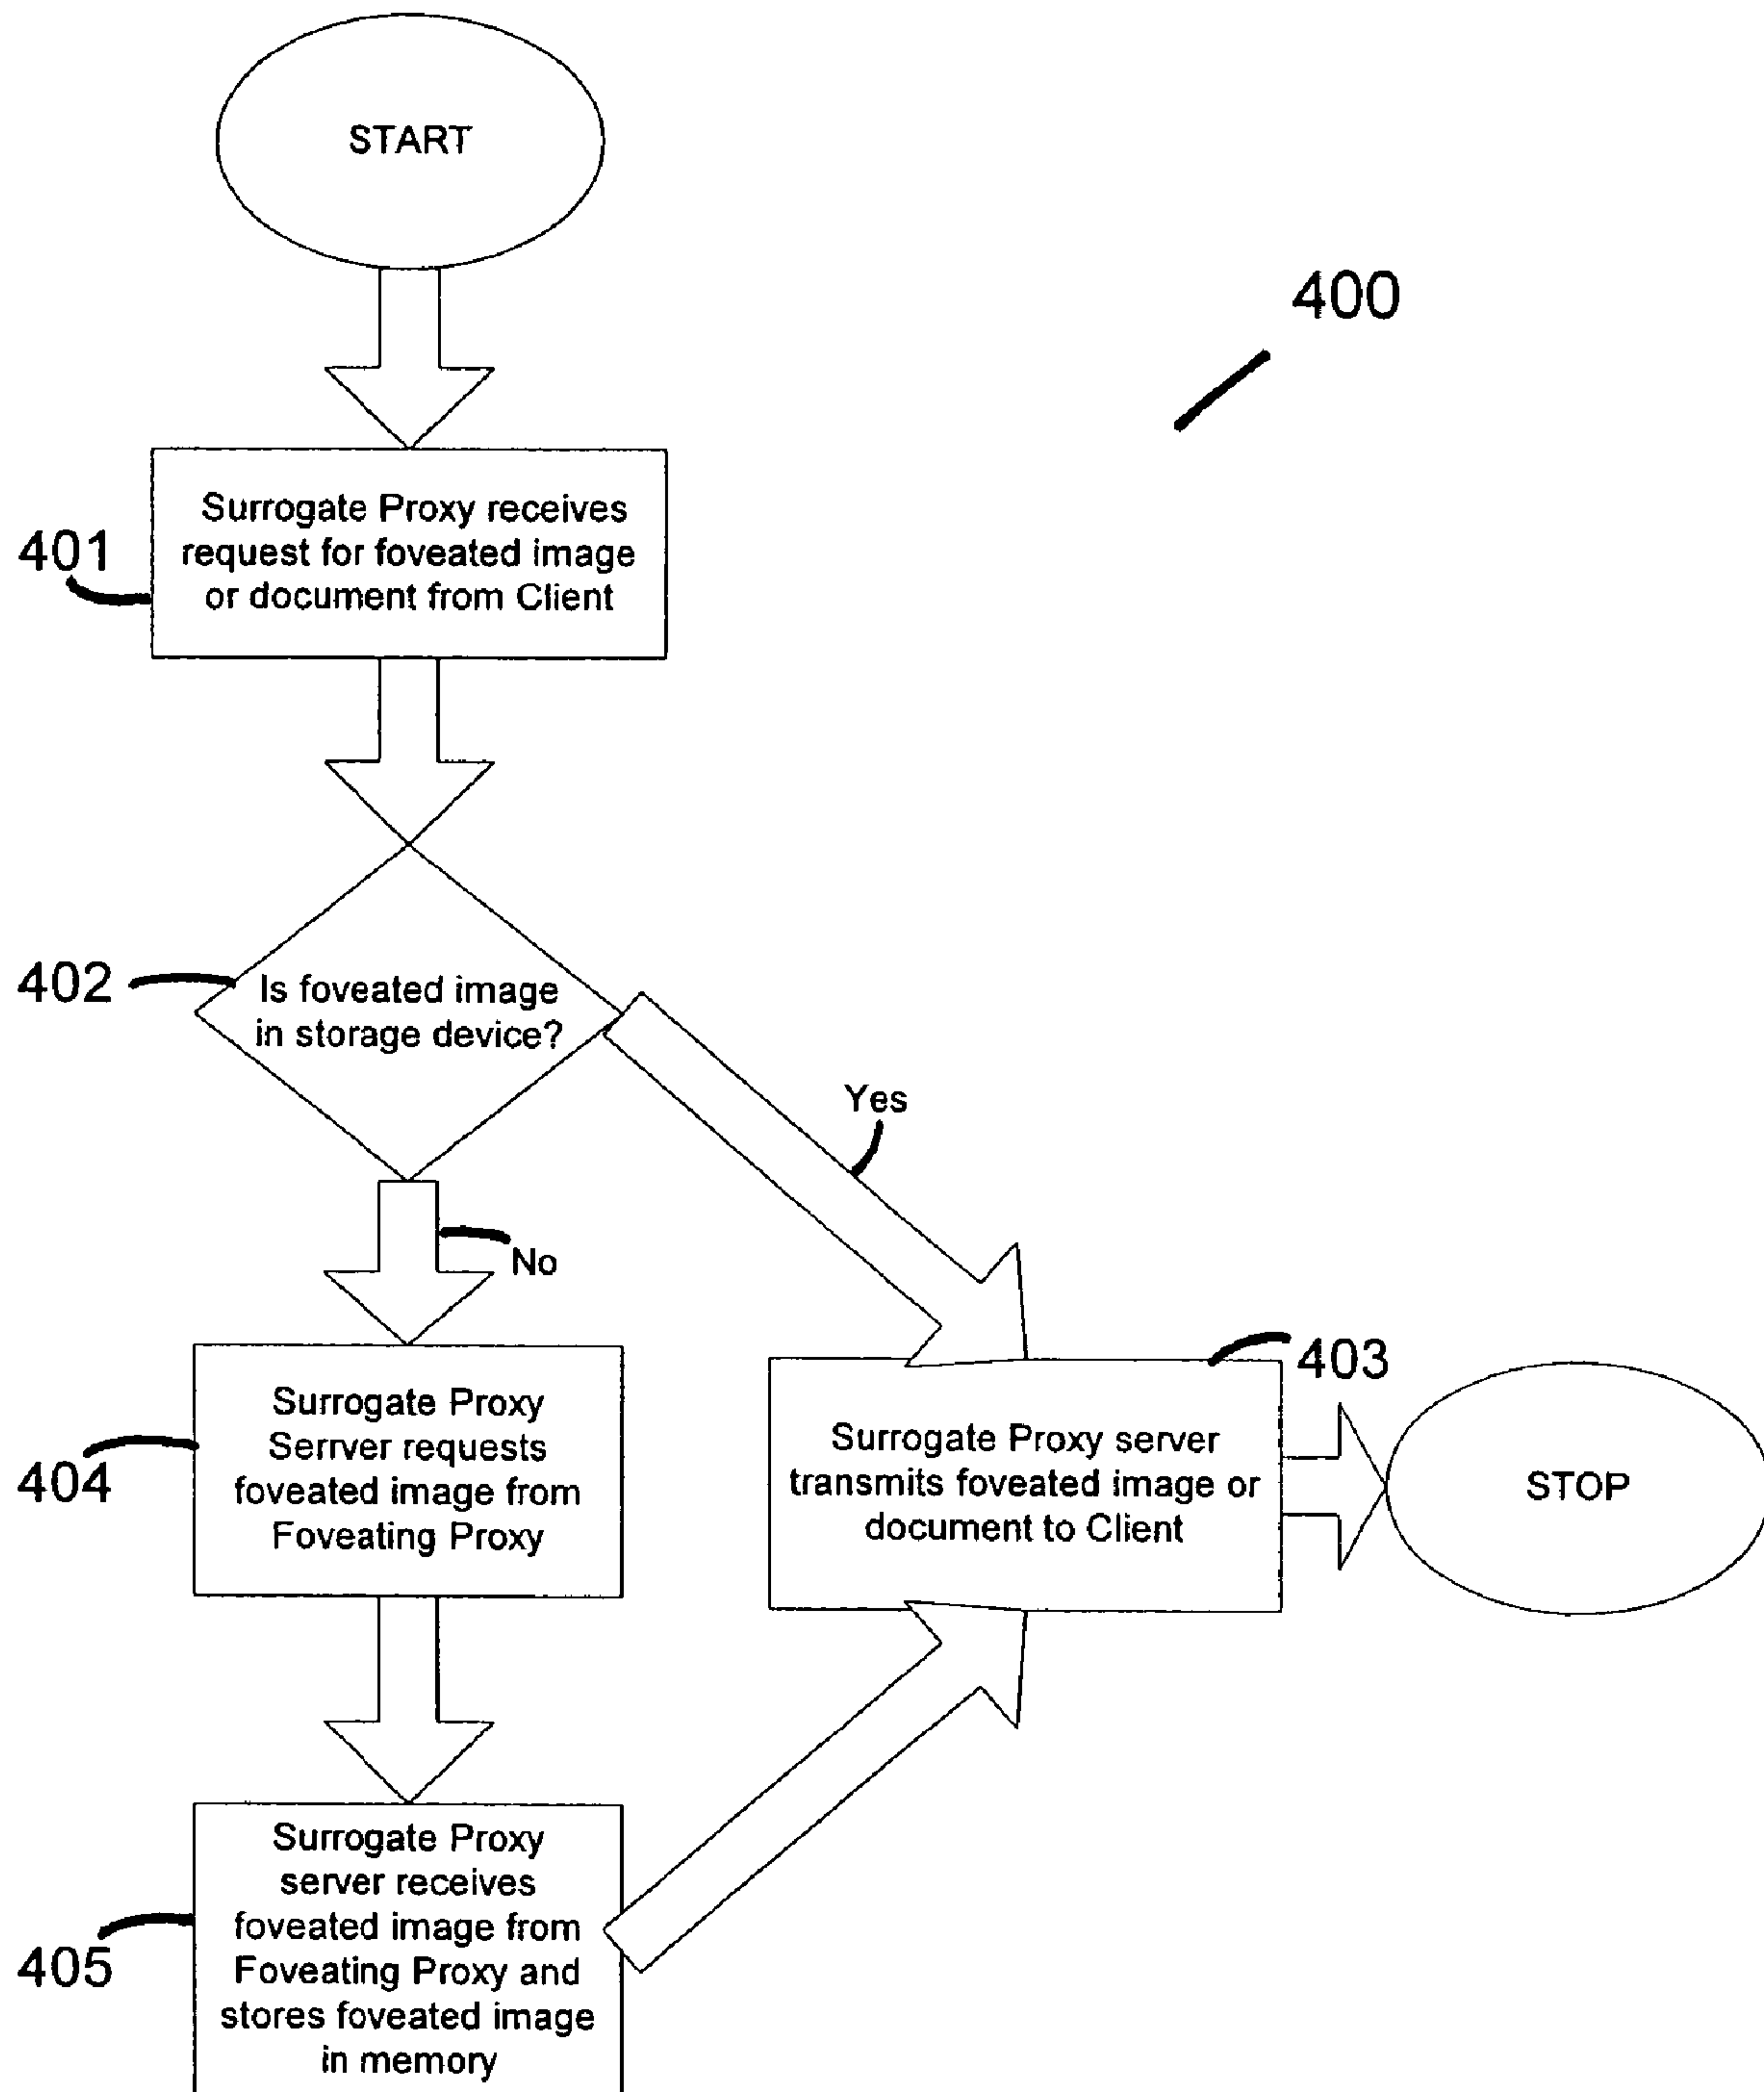 START
400
401
Surrogate Proxy receives
request for foveated image
or document from Client
402
Is foveated image
in storage device?
Yes
No
404
Surrogate Proxy
Serrver requests
foveated image from
Foveating Proxy
403
Surrogate Proxy server
transmits foveated image or
document to Client
STOP
405
Surrogate Proxy
server receives
foveated image from
Foveating Proxy and
stores foveated image
in memory